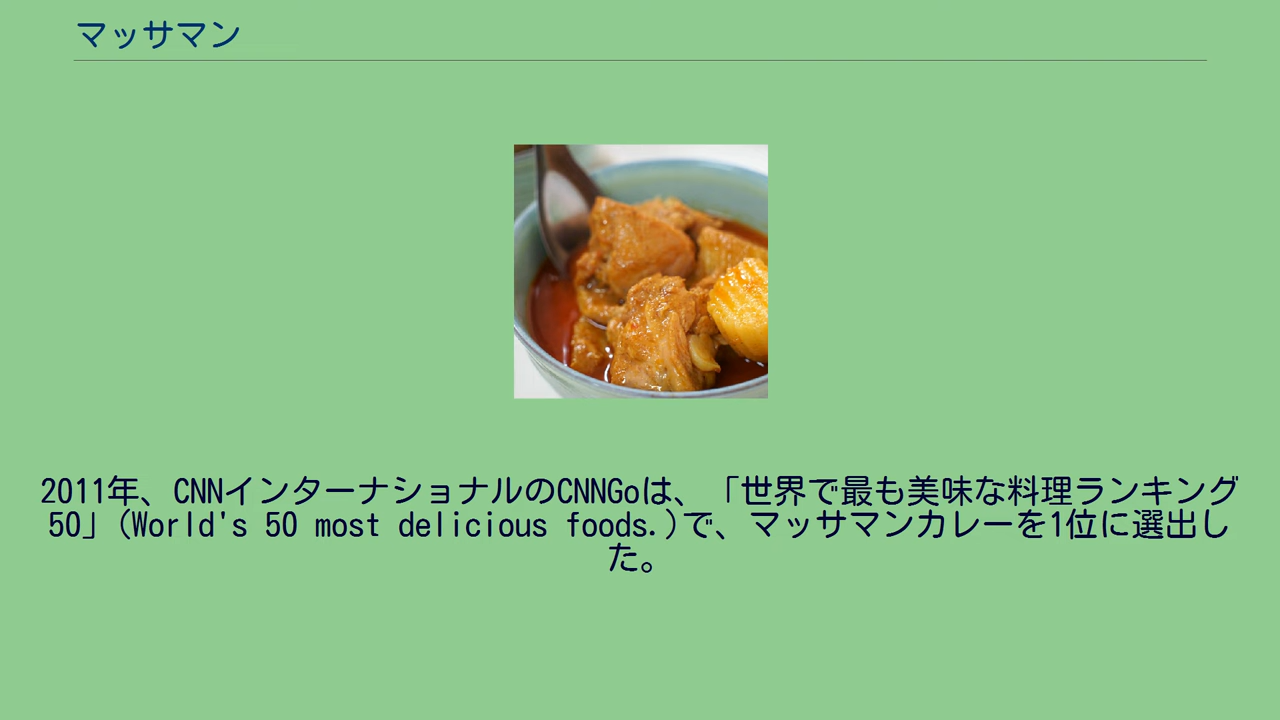 マッサマン
2011年、CNNインターナショナルのCNNGoは、「世界で最も美味な料理ランキング
50」(World's 50 most delicious foods.)で、マッサマンカレーを1位に選出し
た。